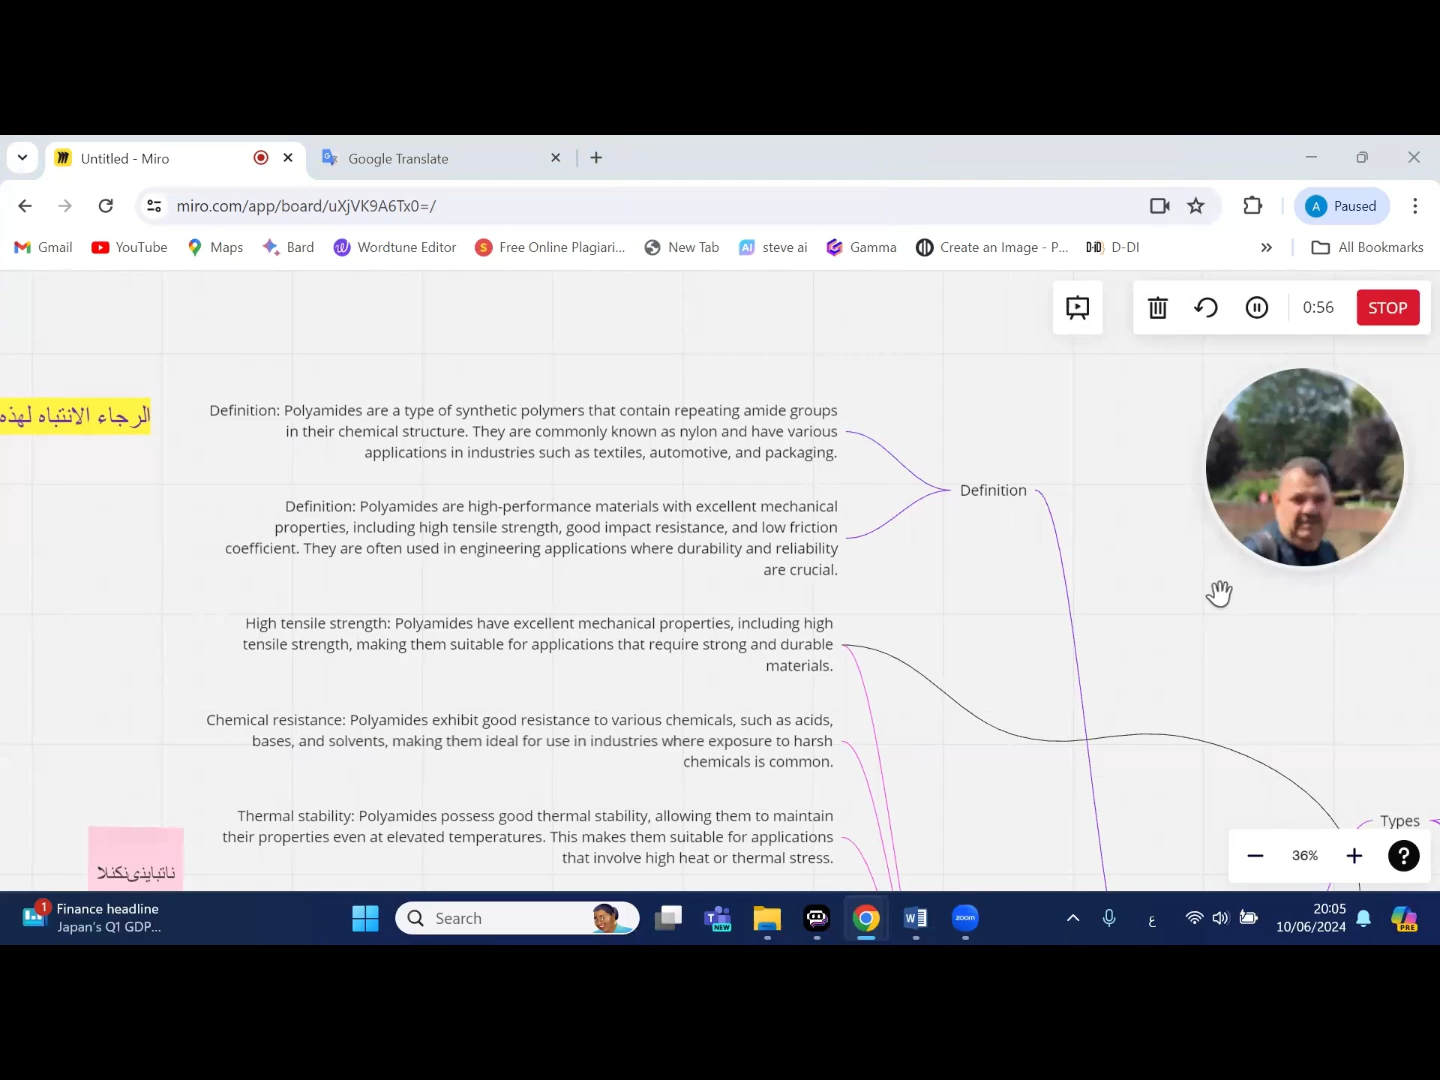 Untitled - Miro
Google Translate
miro.com/app/board/uXjVK9A6Tx0=/
A Paused
Gmail YouTube Maps Bard Wordtune Editor Free Online Plagiari... New Tab steve ai Gamma Create an Image - P... D-DI All Bookmarks
0:56 STOP
الرجاء الانتباه لهذه
Definition: Polyamides are a type of synthetic polymers that contain repeating amide groups
in their chemical structure. They are commonly known as nylon and have various
applications in industries such as textiles, automotive, and packaging.
Definition
Definition: Polyamides are high-performance materials with excellent mechanical
properties, including high tensile strength, good impact resistance, and low friction
coefficient. They are often used in engineering applications where durability and reliability
are crucial.
High tensile strength: Polyamides have excellent mechanical properties, including high
tensile strength, making them suitable for applications that require strong and durable
materials.
Chemical resistance: Polyamides exhibit good resistance to various chemicals, such as acids,
bases, and solvents, making them ideal for use in industries where exposure to harsh
chemicals is common.
Thermal stability: Polyamides possess good thermal stability, allowing them to maintain
their properties even at elevated temperatures. This makes them suitable for applications
that involve high heat or thermal stress.
Types
36%
?
1
Finance headline
Japan's Q1 GDP...
Search
NEW
zoom
ع
20:05
10/06/2024
PRE